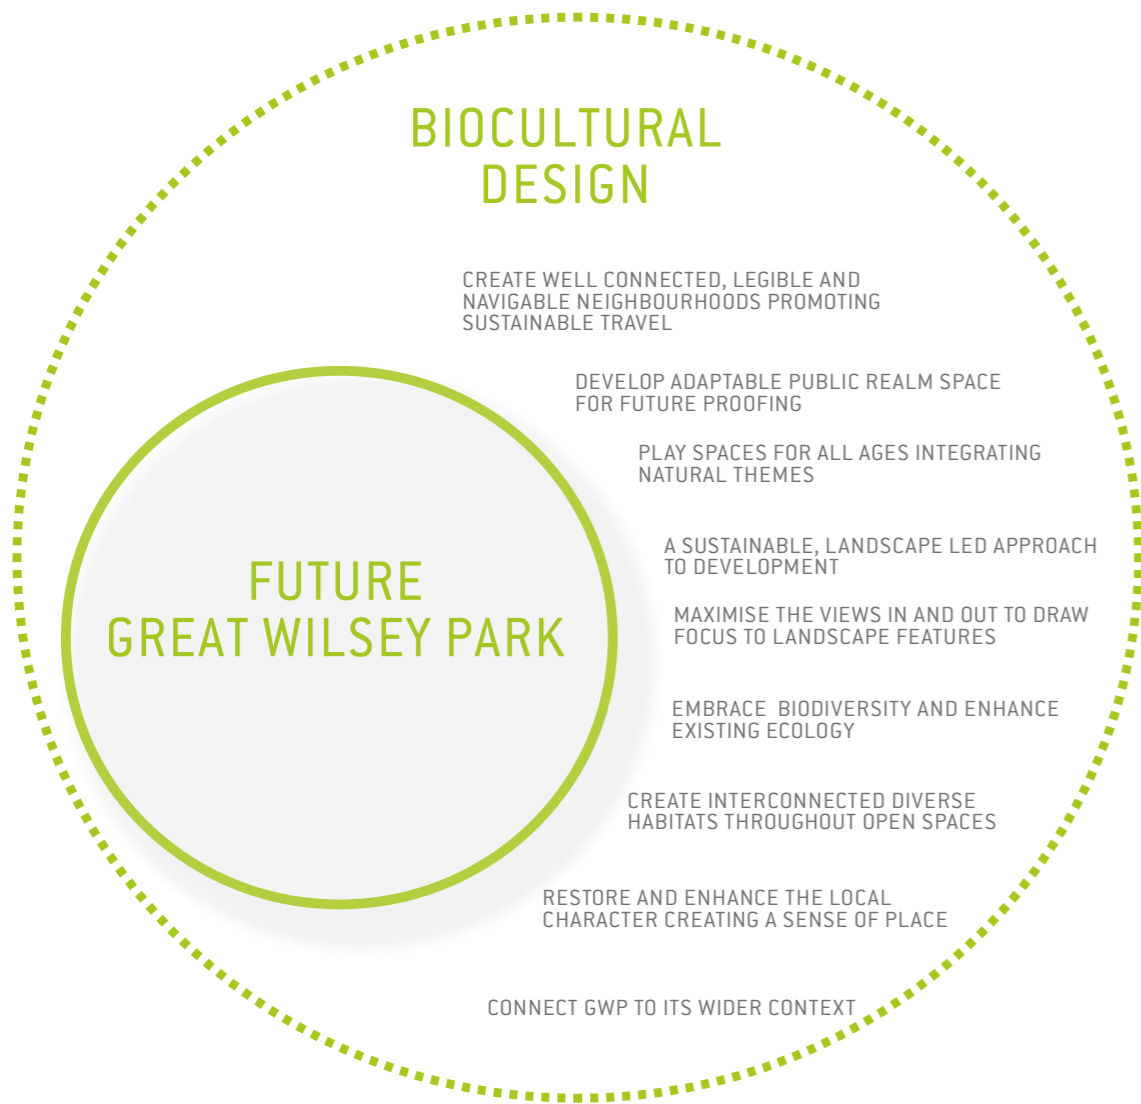 BIOCULTURAL
DESIGN
CREATE WELL CONNECTED, LEGIBLE AND
NAVIGABLE NEIGHBOURHOODS PROMOTING
SUSTAINABLE TRAVEL
DEVELOP ADAPTABLE PUBLIC REALM SPACE
FOR FUTURE PROOFING
PLAY SPACES FOR ALL AGES INTEGRATING
NATURAL THEMES
A SUSTAINABLE, LANDSCAPE LED APPROACH
TO DEVELOPMENT
FUTURE
GREAT WILSEY PARK
MAXIMISE THE VIEWS IN AND OUT TO DRAW
FOCUS TO LANDSCAPE FEATURES
EMBRACE  BIODIVERSITY AND ENHANCE
EXISTING ECOLOGY
CREATE INTERCONNECTED DIVERSE
HABITATS THROUGHOUT OPEN SPACES
RESTORE AND ENHANCE THE LOCAL
CHARACTER CREATING A SENSE OF PLACE
CONNECT GWP TO ITS WIDER CONTEXT